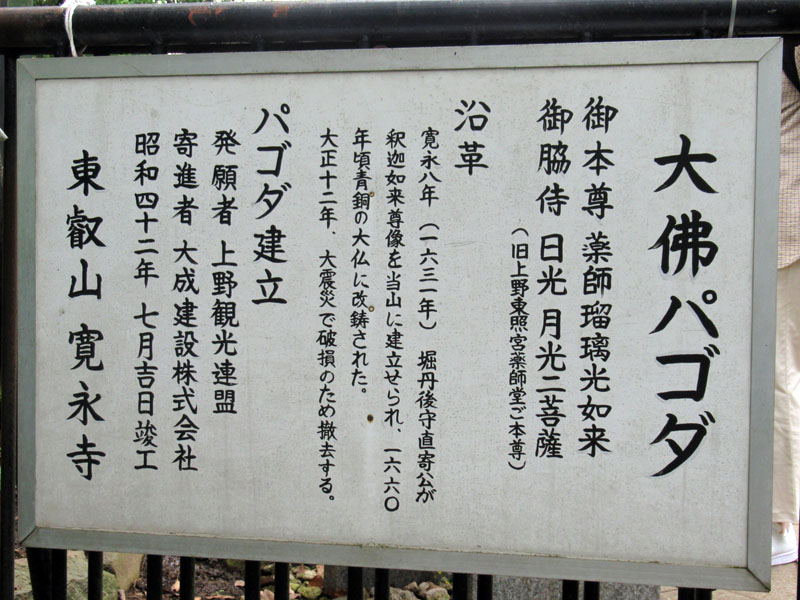 大佛パゴダ
御本尊 薬師瑠璃光如来
御脇侍 日光 月光二菩薩
（旧上野東照宮薬師堂ご本尊）
沿革
寛永八年（一六三一年） 堀丹後守直寄公が
釈迦如来尊像を当山に建立せられ、一六六〇
年頃青銅の大仏に改鋳された。
大正十二年、大震災で破損のため撤去する。
パゴダ建立
発願者 上野観光連盟
寄進者 大成建設株式会社
昭和四十二年 七月吉日竣工
東叡山 寛永寺